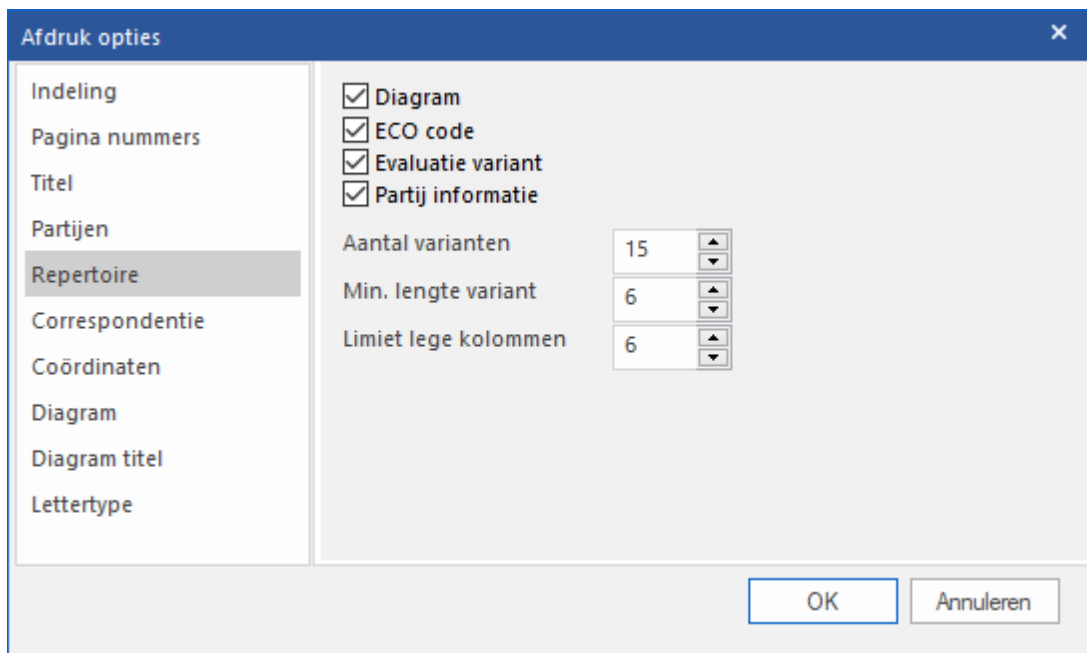 Afdruk opties
Indeling
Pagina nummers
Titel
Partijen
Repertoire
Correspondentie
Coördinaten
Diagram
Diagram titel
Lettertype
Diagram
ECO code
Evaluatie variant
Partij informatie
Aantal varianten 15
Min. lengte variant 6
Limiet lege kolommen 6
OK Annuleren